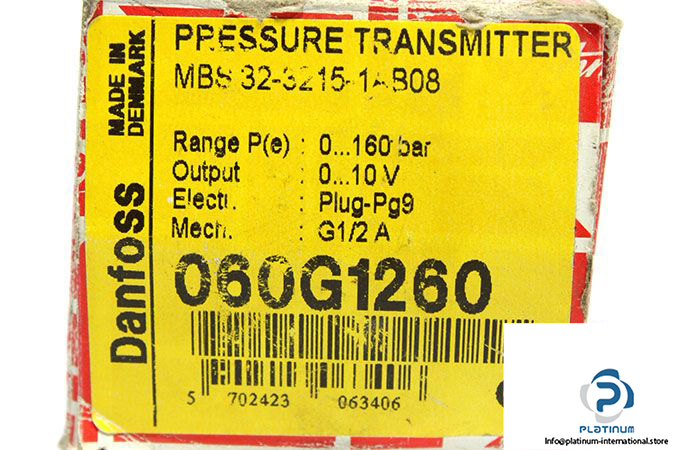 MADE IN
DENMARK
Danfoss
PRESSURE TRANSMITTER
MBS 32-3215-1AB08
Range P(e) : 0...160 bar
Output : 0...10 V
Electr. : Plug-Pg9
Mech. : G1/2 A
060G1260
5 702423 063406
PLATINUM
Info@platinum-international.store